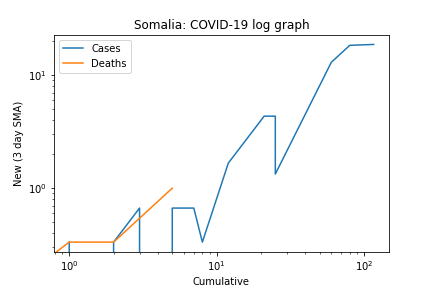 Somalia: COVID-19 log graph
Cases
Deaths
New (3 day SMA)
10¹
10⁰
10⁰ 10¹ 10²
Cumulative